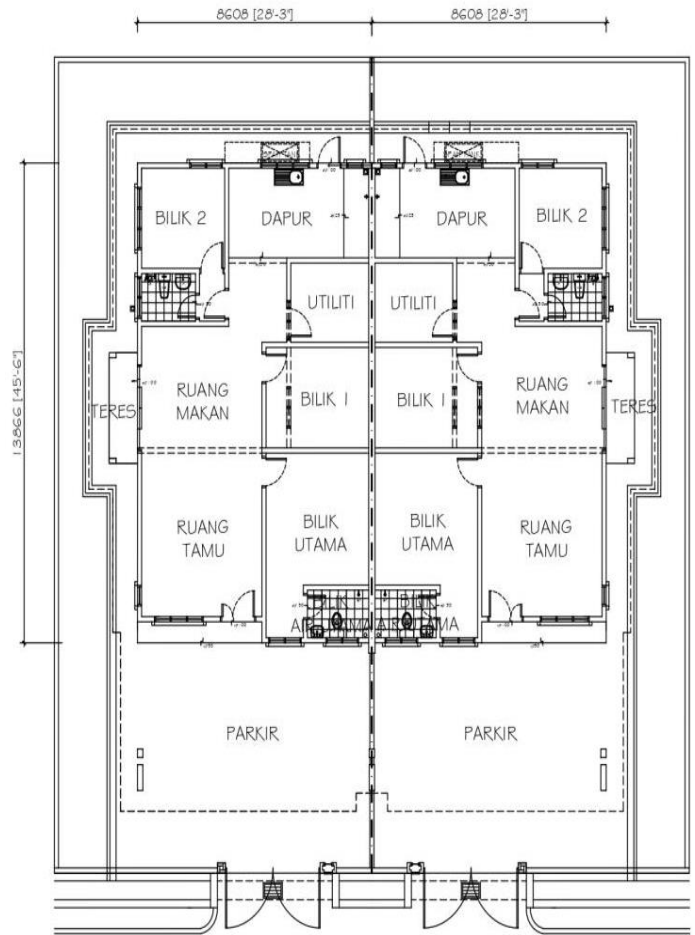 8608 [28'-3"]
8608 [28'-3"]
13866 [45'-6"]
BILIK 2
DAPUR
DAPUR
BILIK 2
UTILITI
UTILITI
RUANG
MAKAN
BILIK 1
BILIK 1
RUANG
MAKAN
TERES
TERES
RUANG
TAMU
BILIK
UTAMA
BILIK
UTAMA
RUANG
TAMU
PARKIR
PARKIR